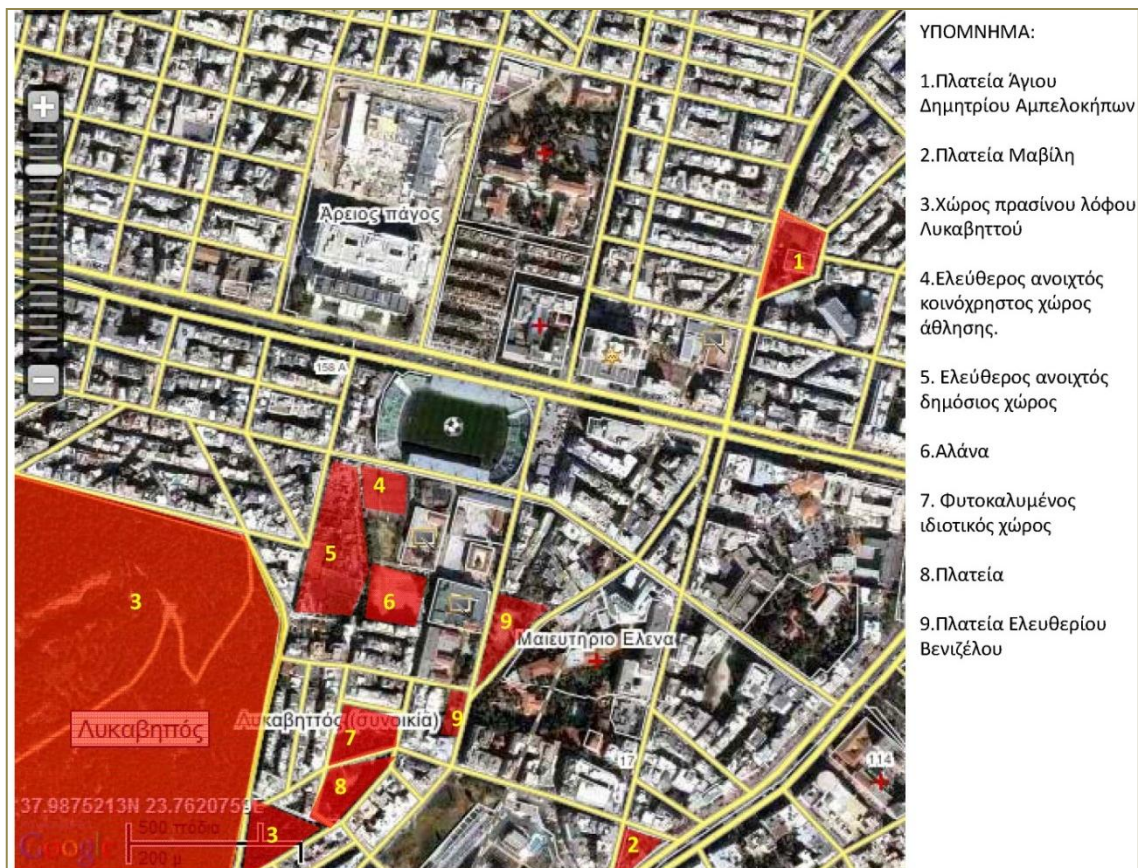 ΥΠΟΜΝΗΜΑ:
1.Πλατεία Άγιου
Δημητρίου Αμπελοκήπων
2.Πλατεία Μαβίλη
3.Χώρος πρασίνου λόφου
Λυκαβηττού
4.Ελεύθερος ανοιχτός
κοινόχρηστος χώρος
άθλησης.
5. Ελεύθερος ανοιχτός
δημόσιος χώρος
6.Αλάνα
7. Φυτοκαλυμένος
ιδιοτικός χώρος
8.Πλατεία
9.Πλατεία Ελευθερίου
Βενιζέλου
Άρειος πάγος
1
158 Α
4
5
3
6
9
Μαιευτήριο Έλενα
9
Λυκαβηττός (συνοικία)
7
Λυκαβηττός
17
114
8
37.9875213N 23.7620759E
500 πόδια
3
2
Google
200 μ